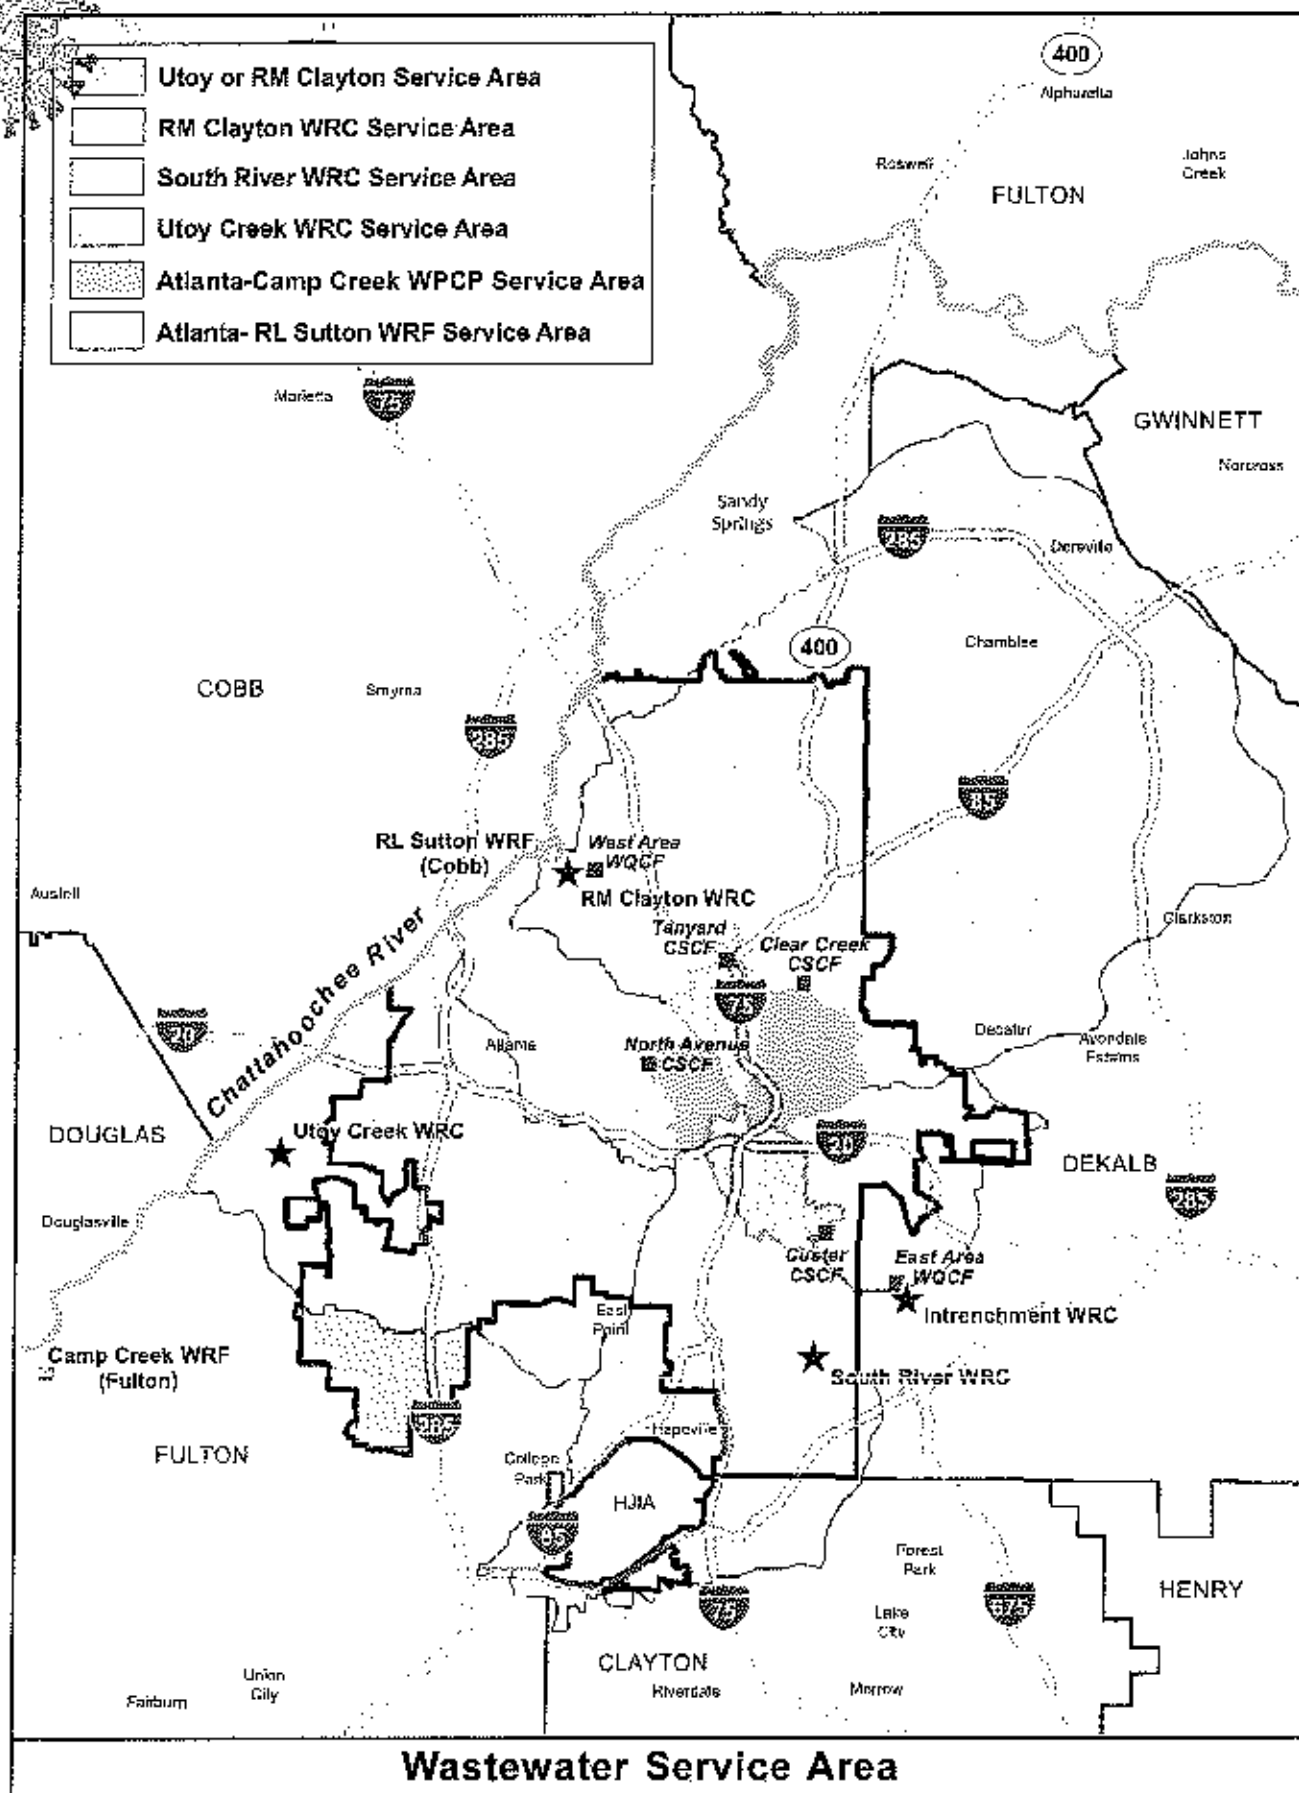 Utoy or RM Clayton Service Area
RM Clayton WRC Service Area
South River WRC Service Area
Utoy Creek WRC Service Area
Atlanta-Camp Creek WPCP Service Area
Atlanta- RL Sutton WRF Service Area
400
Alpharetta
Roswell
Johns
Creek
FULTON
Marietta
75
GWINNETT
Norcross
Sandy
Springs
285
Doraville
400
Chamblee
COBB
Smyrna
285
85
RL Sutton WRF
(Cobb)
West Area
WQCF
RM Clayton WRC
Austell
Clarkston
Tanyard
CSCF
Clear Creek
CSCF
Chattahoochee River
75
20
Atlanta
North Avenue
CSCF
Decatur
Avondale
Estates
DOUGLAS
Utoy Creek WRC
20
DEKALB
285
Douglasville
Custer
CSCF
East Area
WQCF
Intrenchment WRC
East
Point
Camp Creek WRF
(Fulton)
South River WRC
285
Hapeville
FULTON
College
Park
HJIA
85
Forest
Park
HENRY
75
675
Lake
City
CLAYTON
Riverdale
Morrow
Union
City
Fairburn
Wastewater Service Area